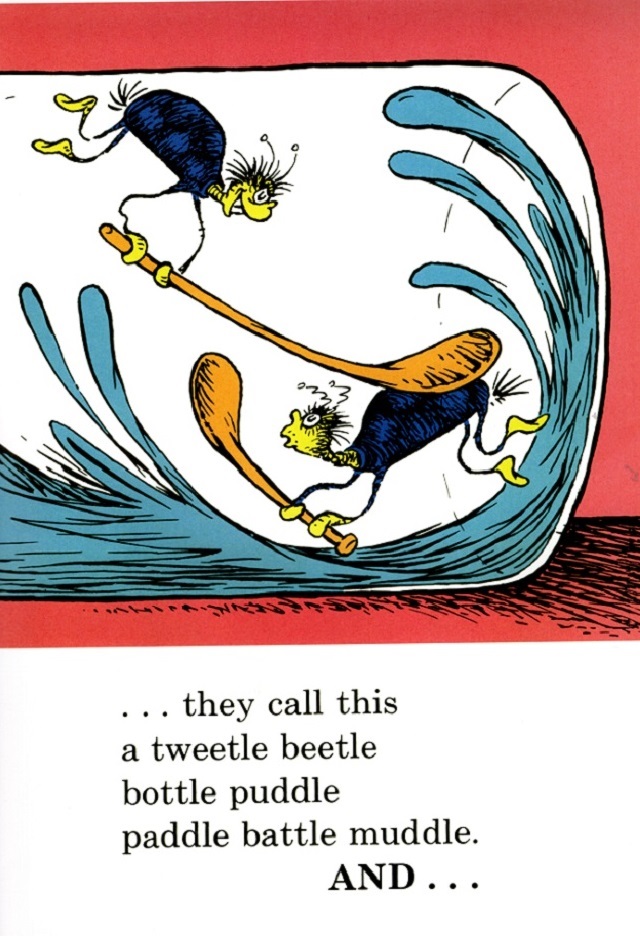 . . . they call this
a tweetle beetle
bottle puddle
paddle battle muddle.
AND . . .